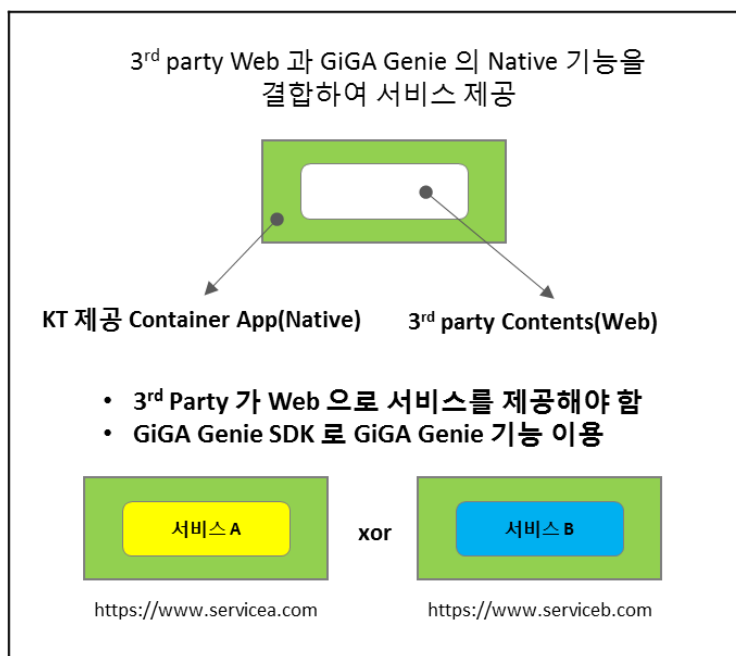 3rd party Web 과 GiGA Genie 의 Native 기능을
결합하여 서비스 제공
KT 제공 Container App(Native)
3rd party Contents(Web)
• 3rd Party 가 Web 으로 서비스를 제공해야 함
• GiGA Genie SDK 로 GiGA Genie 기능 이용
서비스 A
xor
서비스 B
https://www.servicea.com
https://www.serviceb.com